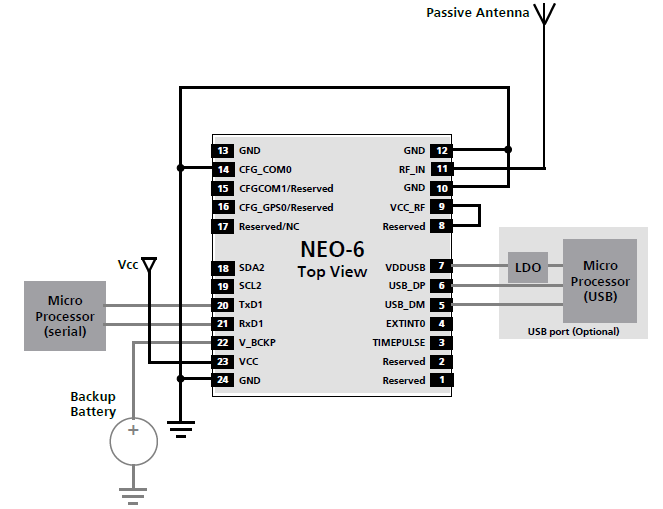 Passive Antenna
13 GND
14 CFG_COM0
15 CFGCOM1/Reserved
16 CFG_GPS0/Reserved
17 Reserved/NC
GND 12
RF_IN 11
GND 10
VCC_RF 9
Reserved 8
NEO-6
Top View
18 SDA2
19 SCL2
20 TxD1
21 RxD1
22 V_BCKP
23 VCC
24 GND
VDDUSB 7
USB_DP 6
USB_DM 5
EXTINT0 4
TIMEPULSE 3
Reserved 2
Reserved 1
Vcc
Micro
Processor
(serial)
Backup
Battery
+
LDO
Micro
Processor
(USB)
USB port (Optional)